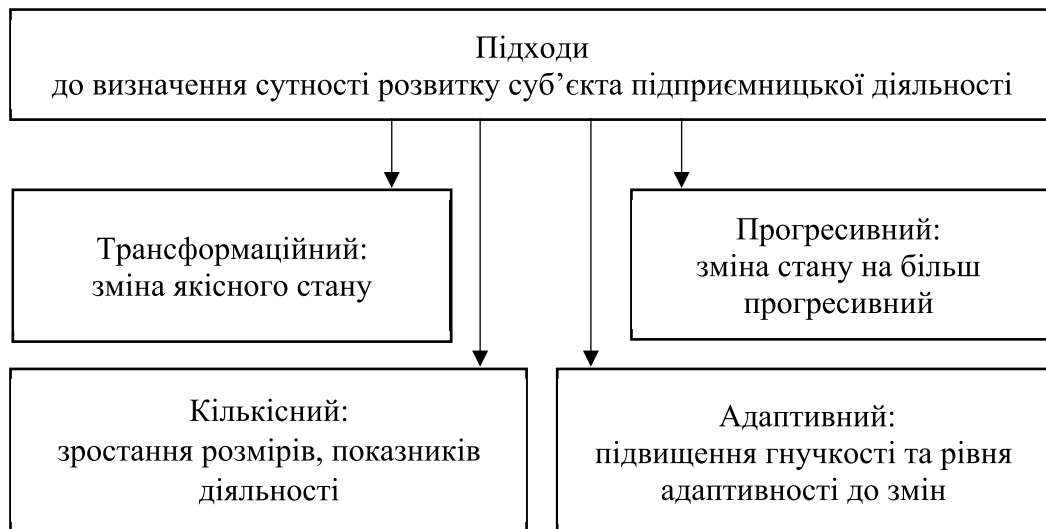 Підходи
до визначення сутності розвитку суб’єкта підприємницької діяльності
Трансформаційний:
зміна якісного стану
Прогресивний:
зміна стану на більш
прогресивний
Кількісний:
зростання розмірів, показників
діяльності
Адаптивний:
підвищення гнучкості та рівня
адаптивності до змін